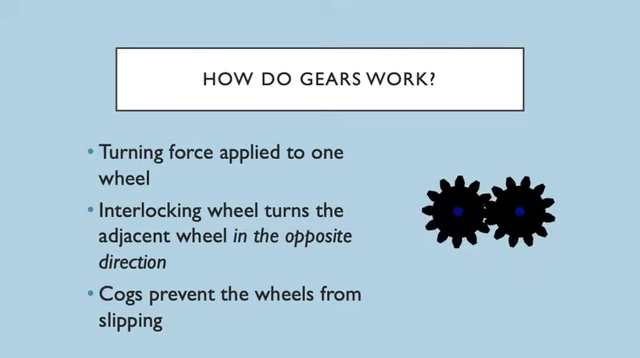 HOW DO GEARS WORK?
• Turning force applied to one
wheel
• Interlocking wheel turns the
adjacent wheel in the opposite
direction
• Cogs prevent the wheels from
slipping